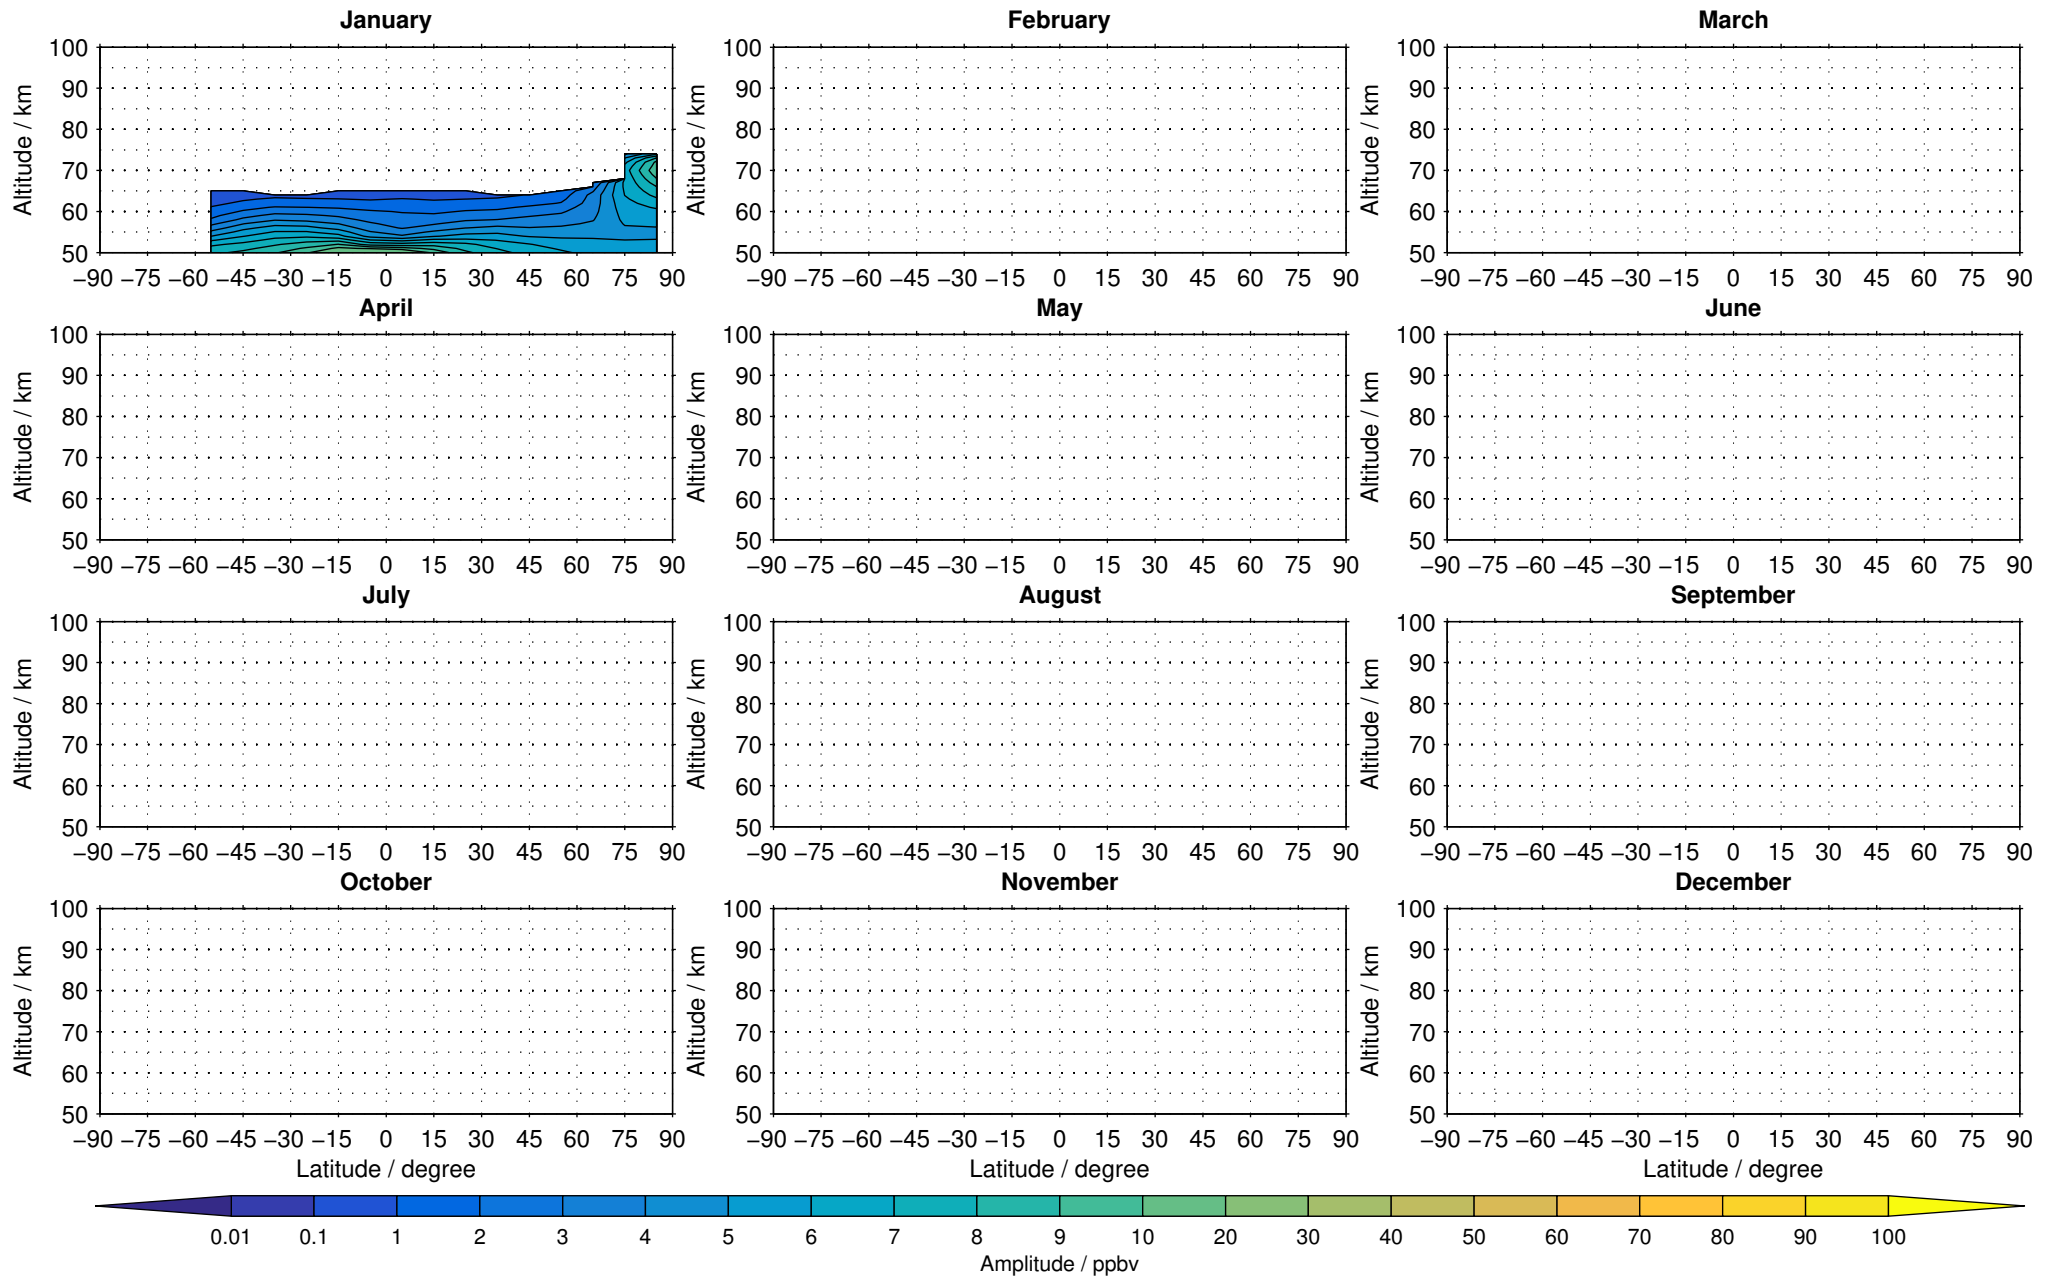 January February March
100 100 100
90 90 90
80 80 80
70 70 70
60 60 60
50 50 50
Altitude / km Altitude / km Altitude / km
−90 −75 −60 −45 −30 −15 0 15 30 45 60 75 90 −90 −75 −60 −45 −30 −15 0 15 30 45 60 75 90 −90 −75 −60 −45 −30 −15 0 15 30 45 60 75 90
April May June
100 100 100
90 90 90
80 80 80
70 70 70
60 60 60
50 50 50
Altitude / km Altitude / km Altitude / km
−90 −75 −60 −45 −30 −15 0 15 30 45 60 75 90 −90 −75 −60 −45 −30 −15 0 15 30 45 60 75 90 −90 −75 −60 −45 −30 −15 0 15 30 45 60 75 90
July August September
100 100 100
90 90 90
80 80 80
70 70 70
60 60 60
50 50 50
Altitude / km Altitude / km Altitude / km
−90 −75 −60 −45 −30 −15 0 15 30 45 60 75 90 −90 −75 −60 −45 −30 −15 0 15 30 45 60 75 90 −90 −75 −60 −45 −30 −15 0 15 30 45 60 75 90
October November December
100 100 100
90 90 90
80 80 80
70 70 70
60 60 60
50 50 50
Altitude / km Altitude / km Altitude / km
−90 −75 −60 −45 −30 −15 0 15 30 45 60 75 90 −90 −75 −60 −45 −30 −15 0 15 30 45 60 75 90 −90 −75 −60 −45 −30 −15 0 15 30 45 60 75 90
Latitude / degree Latitude / degree Latitude / degree
0.01 0.1 1 2 3 4 5 6 7 8 9 10 20 30 40 50 60 70 80 90 100
Amplitude / ppbv